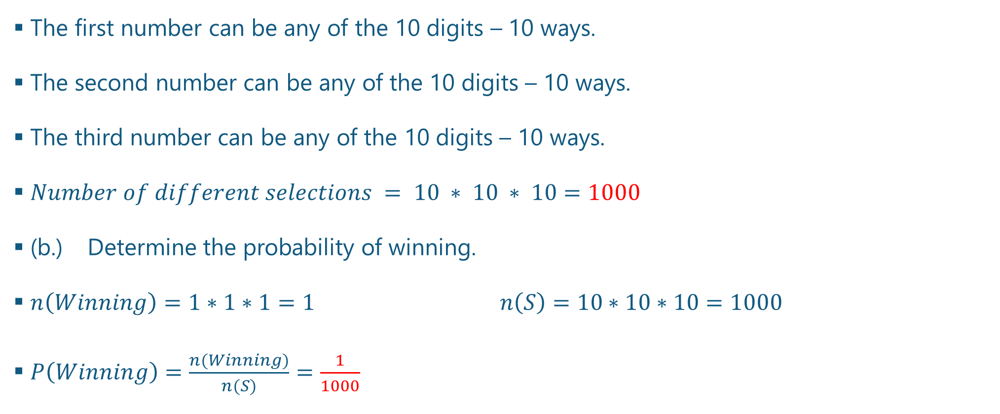 ▪ The first number can be any of the 10 digits – 10 ways.
▪ The second number can be any of the 10 digits – 10 ways.
▪ The third number can be any of the 10 digits – 10 ways.
▪ Number of different selections = 10 * 10 * 10 = 1000
▪ (b.) Determine the probability of winning.
▪ n(Winning) = 1 * 1 * 1 = 1 n(S) = 10 * 10 * 10 = 1000
▪ P(Winning) = n(Winning)/n(S) = 1/1000